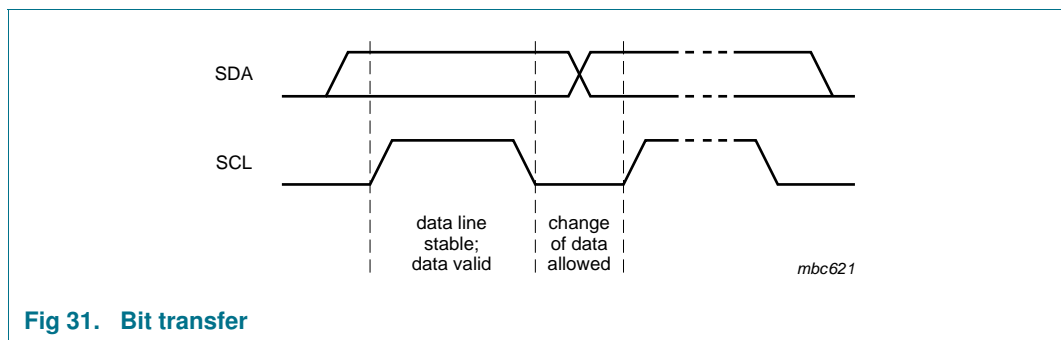 SDA
SCL
data line
stable;
data valid
change
of data
allowed
mbc621
Fig 31. Bit transfer